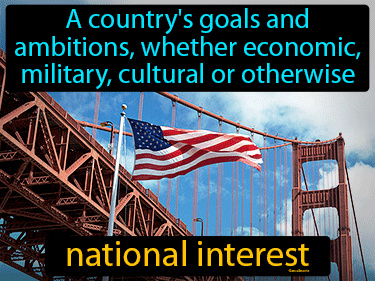 A country's goals and
ambitions, whether economic,
military, cultural or otherwise
national interest